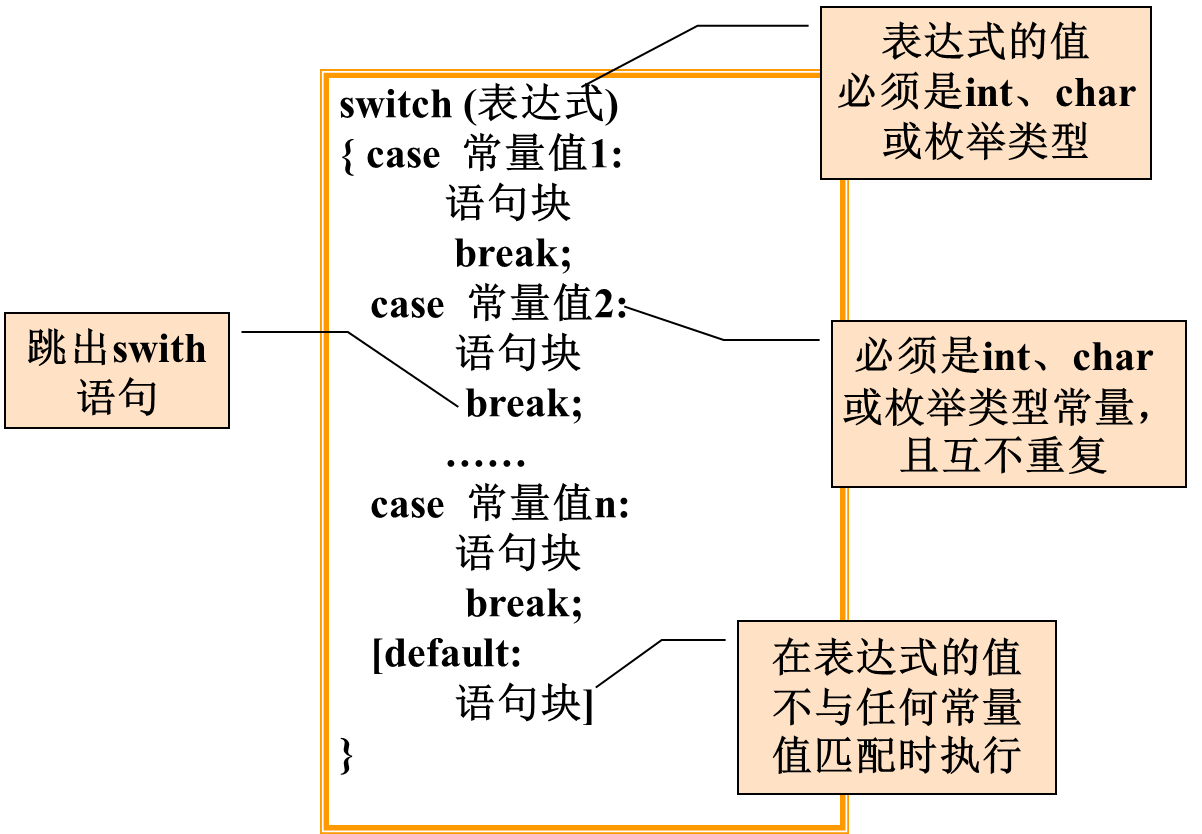 表达式的值
必须是int、char
或枚举类型
switch (表达式)
{ case 常量值1:
语句块
break;
case 常量值2:
语句块
break;
……
case 常量值n:
语句块
break;
[default:
语句块]
}
跳出swith
语句
必须是int、char
或枚举类型常量，
且互不重复
在表达式的值
不与任何常量
值匹配时执行